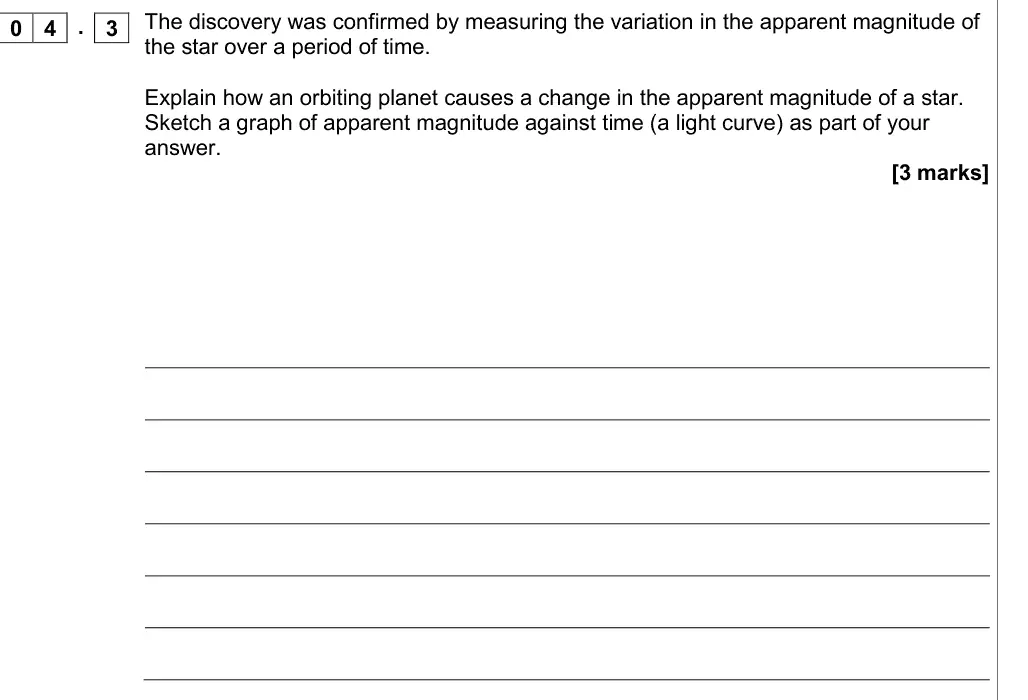 0 4 . 3 The discovery was confirmed by measuring the variation in the apparent magnitude of
the star over a period of time.
Explain how an orbiting planet causes a change in the apparent magnitude of a star.
Sketch a graph of apparent magnitude against time (a light curve) as part of your
answer.
[3 marks]